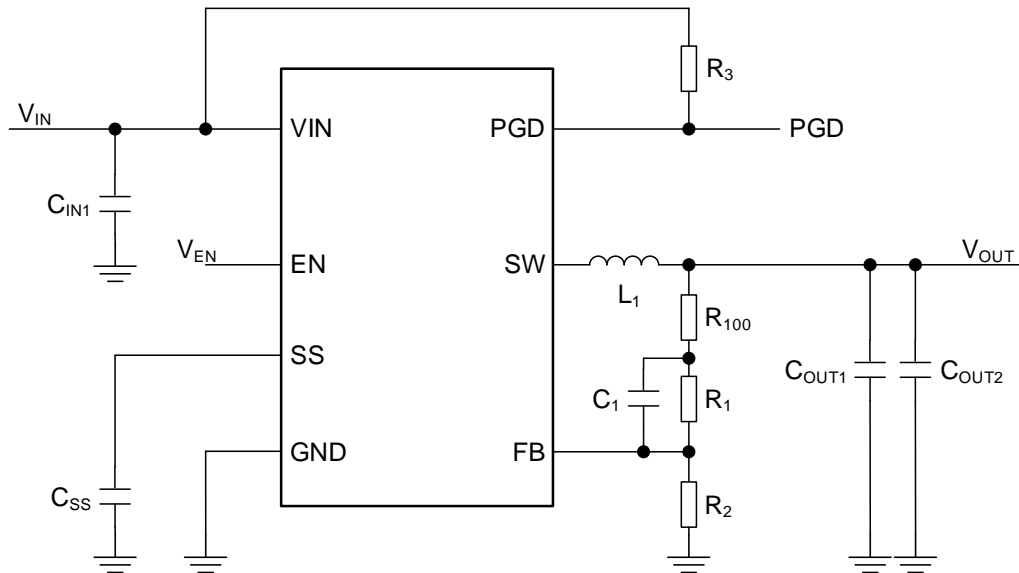 R3
VIN
VIN
PGD
PGD
CIN1
VEN
EN
SW
VOUT
L1
R100
SS
C1
R1
COUT1
COUT2
GND
FB
CSS
R2